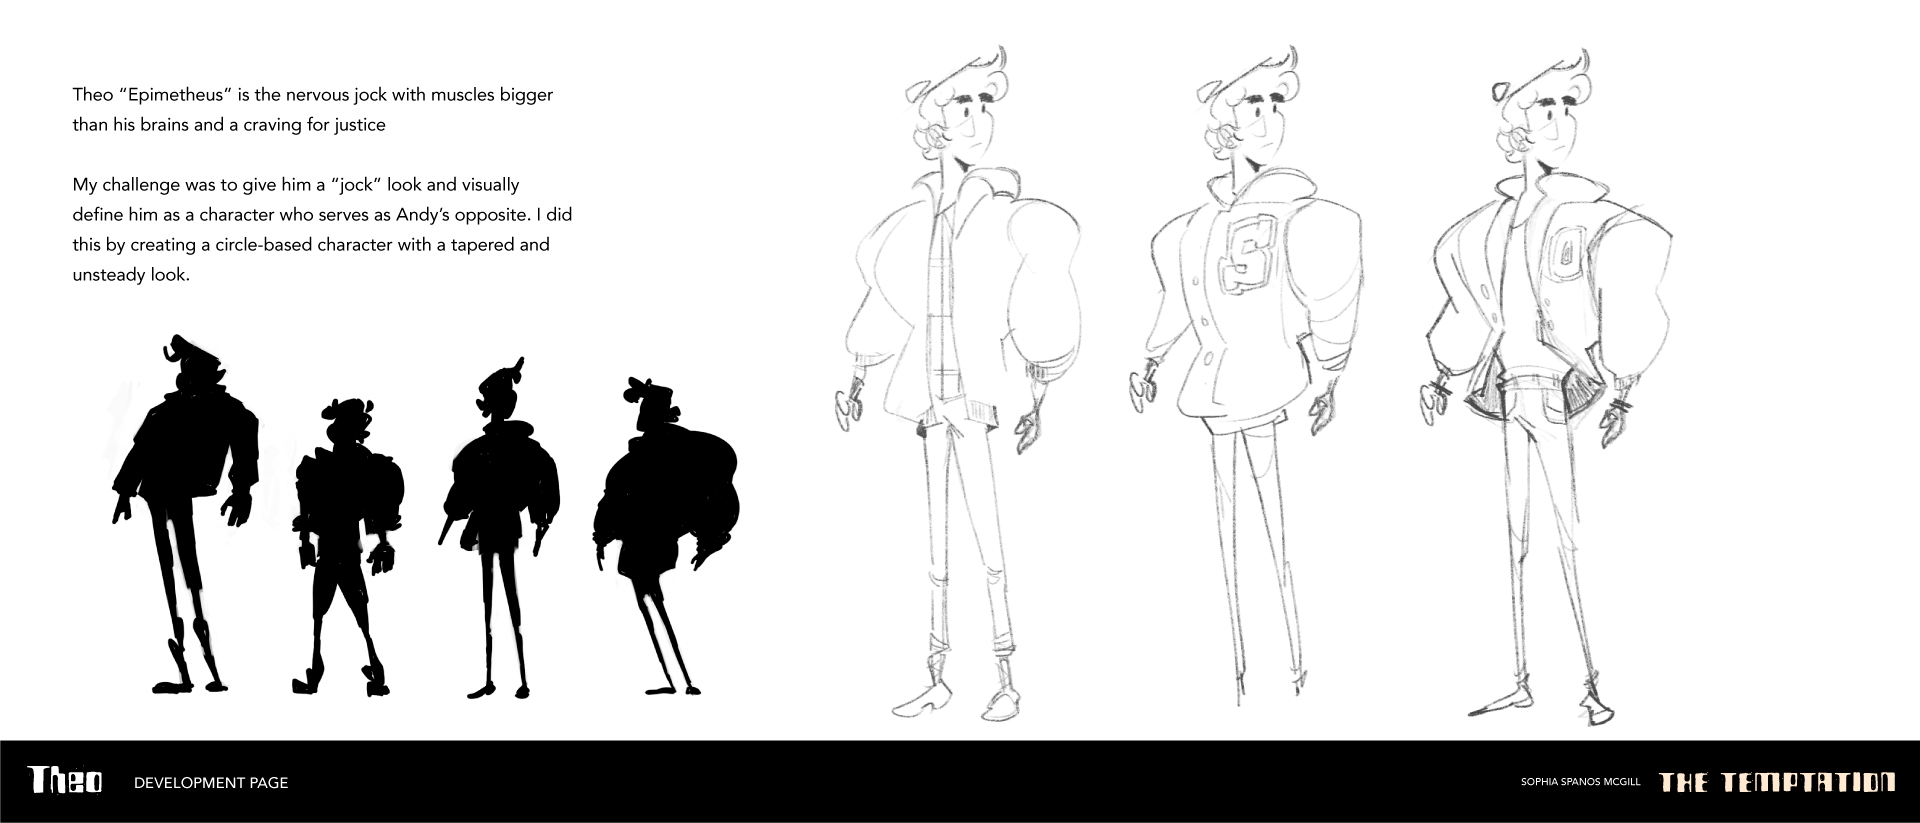 Theo “Epimetheus” is the nervous jock with muscles bigger
than his brains and a craving for justice
My challenge was to give him a “jock” look and visually
define him as a character who serves as Andy’s opposite. I did
this by creating a circle-based character with a tapered and
unsteady look.
S
0
Theo
DEVELOPMENT PAGE
SOPHIA SPANOS MCGILL
THE TEMPTATION